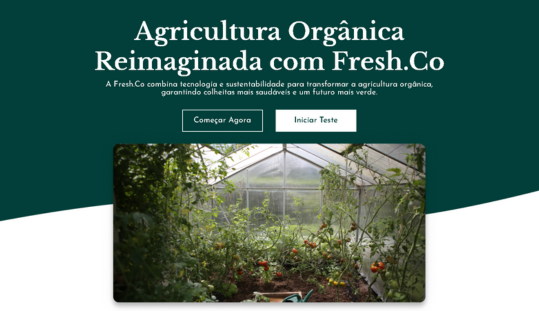 Agricultura Orgânica
Reimaginada com Fresh.Co
A Fresh.Co combina tecnologia e sustentabilidade para transformar a agricultura orgânica,
garantindo colheitas mais saudáveis e um futuro mais verde.
Começar Agora
Iniciar Teste